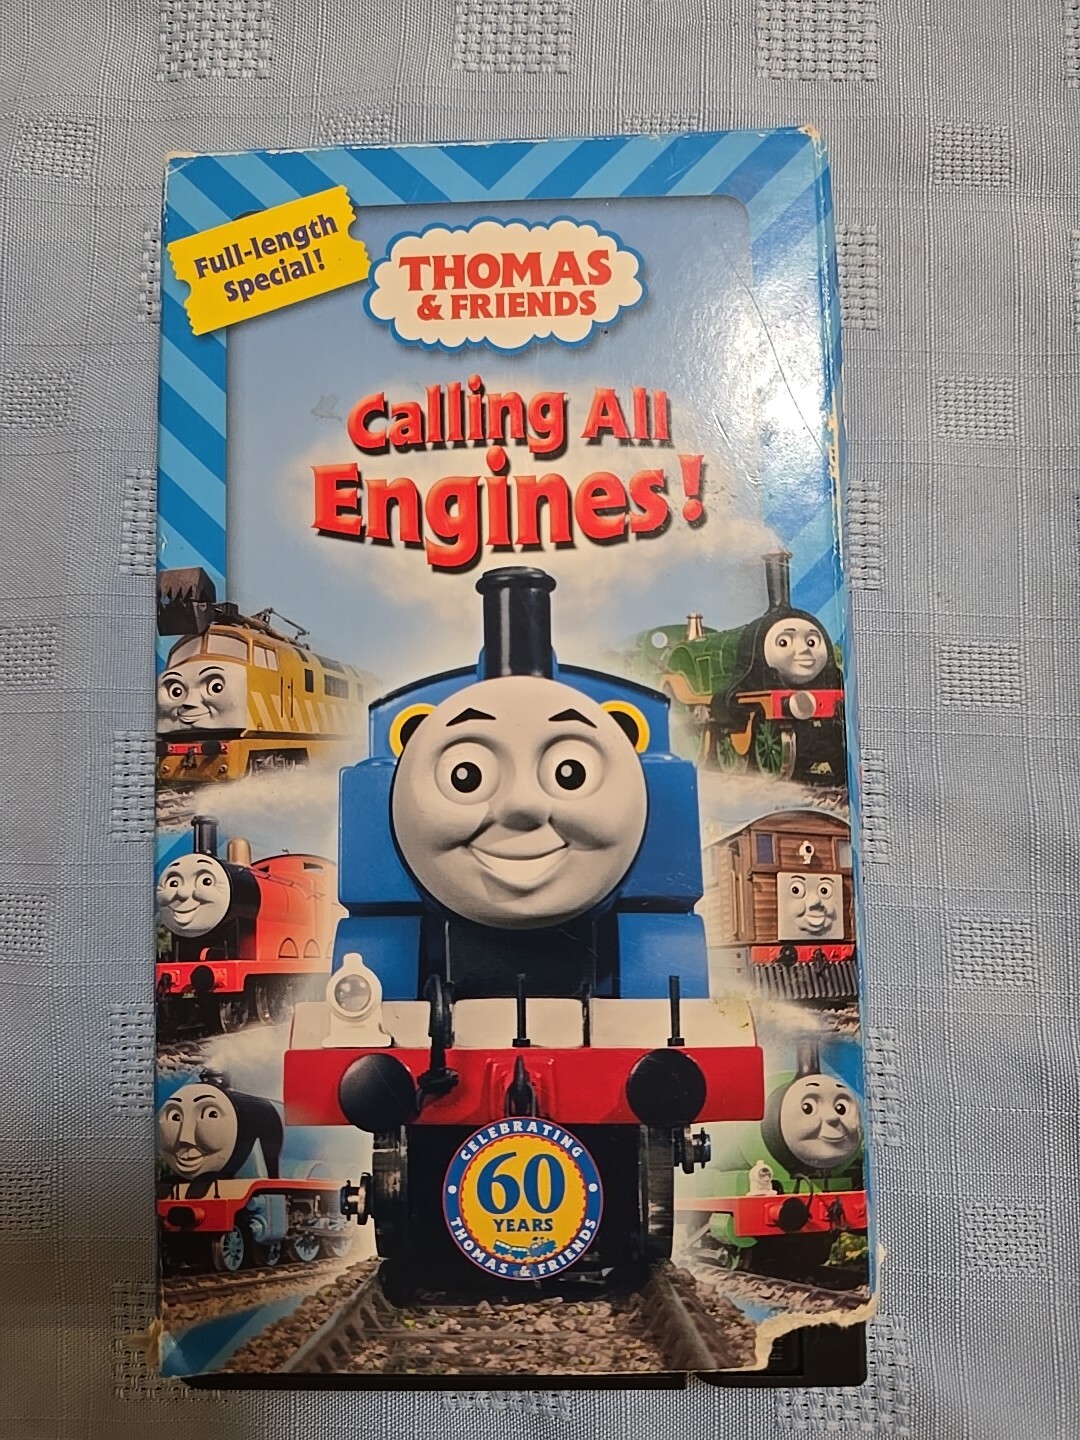 Full-length
special!
THOMAS
& FRIENDS
Calling All
Engines!
CELEBRATING
60
YEARS
THOMAS & FRIENDS